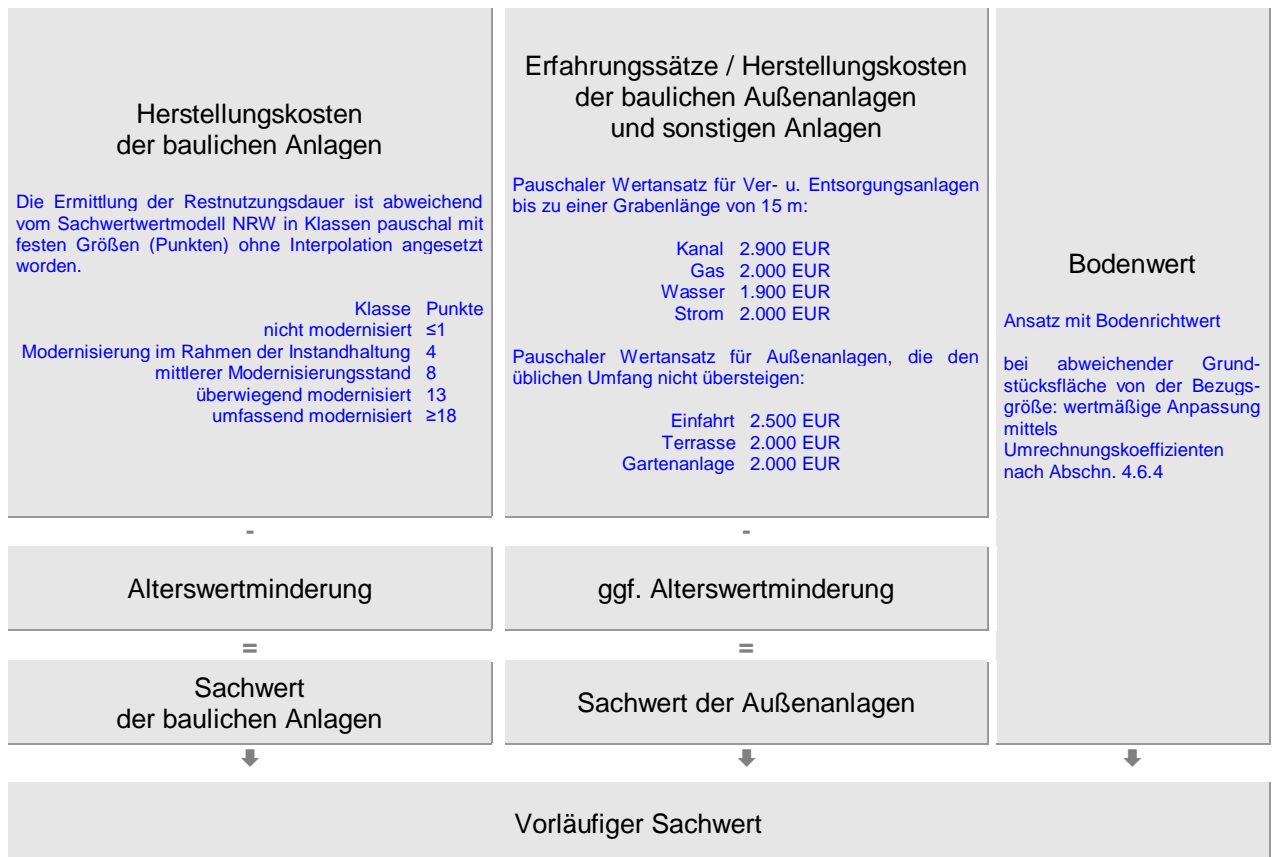 Herstellungskosten
der baulichen Anlagen
Die Ermittlung der Restnutzungsdauer ist abweichend
vom Sachwertwertmodell NRW in Klassen pauschal mit
festen Größen (Punkten) ohne Interpolation angesetzt
worden.
Klasse Punkte
nicht modernisiert ≤1
Modernisierung im Rahmen der Instandhaltung 4
mittlerer Modernisierungsstand 8
überwiegend modernisiert 13
umfassend modernisiert ≥18
Erfahrungssätze / Herstellungskosten
der baulichen Außenanlagen
und sonstigen Anlagen
Pauschaler Wertansatz für Ver- u. Entsorgungsanlagen
bis zu einer Grabenlänge von 15 m:
Kanal 2.900 EUR
Gas 2.000 EUR
Wasser 1.900 EUR
Strom 2.000 EUR
Pauschaler Wertansatz für Außenanlagen, die den
üblichen Umfang nicht übersteigen:
Einfahrt 2.500 EUR
Terrasse 2.000 EUR
Gartenanlage 2.000 EUR
Bodenwert
Ansatz mit Bodenrichtwert
bei abweichender Grund-
stücksfläche von der Bezugs-
größe: wertmäßige Anpassung
mittels
Umrechnungskoeffizienten
nach Abschn. 4.6.4
- -
Alterswertminderung
ggf. Alterswertminderung
= =
Sachwert
der baulichen Anlagen
Sachwert der Außenanlagen
Vorläufiger Sachwert